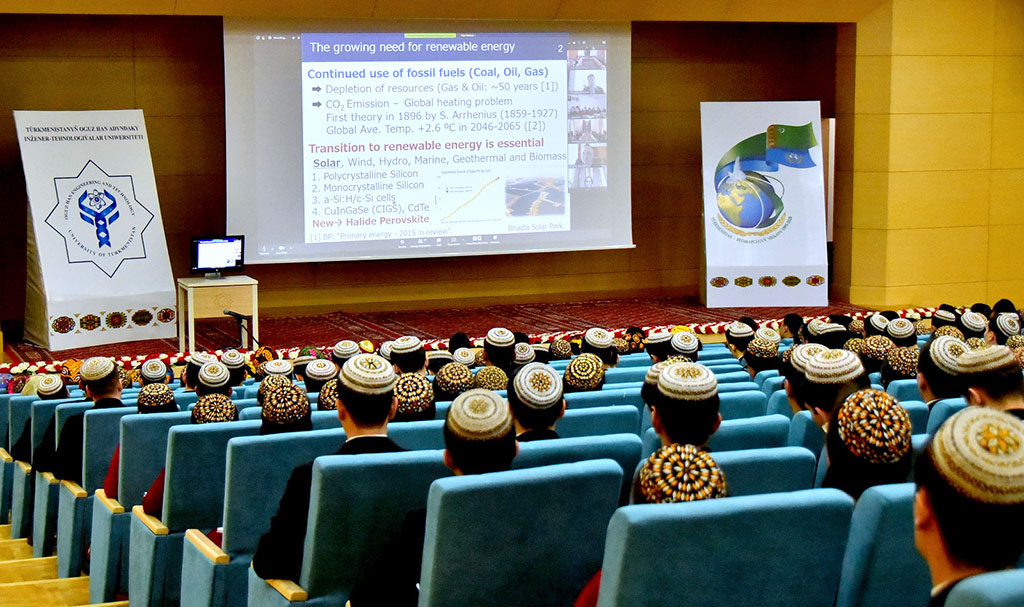 TÜRKMENISTANYŇ OGUZ HAN ADYNDAKY
INŽENER-TEHNOLOGIÝALAR UNIWERSITETI
OGUZ HAN ENGINEERING AND TECHNOLOGY
UNIVERSITY OF TURKMENISTAN
The growing need for renewable energy 2
Continued use of fossil fuels (Coal, Oil, Gas)
➡ Depletion of resources (Gas & Oil: ~50 years [1])
➡ CO2 Emission – Global heating problem
First theory in 1896 by S. Arrhenius (1859-1927)
Global Ave. Temp. +2.6 ºC in 2046-2065 ([2])
Transition to renewable energy is essential
Solar, Wind, Hydro, Marine, Geothermal and Biomass
1. Polycrystalline Silicon
2. Monocrystalline Silicon
3. a-Si:H/c-Si cells
4. CuInGaSe (CIGS), CdTe
New➔ Halide Perovskite
[1] BP: "Primary energy - 2015 in review".
Bhadla Solar Park,